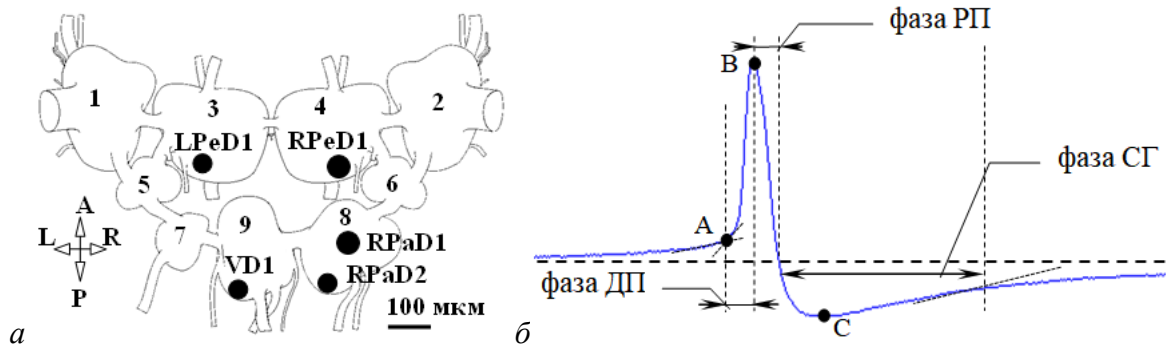 1
2
3
4
LPeD1
RPeD1
5
6
7
8
9
RPaD1
RPaD2
VD1
A
L
R
P
100 мкм
а
фаза РП
B
фаза СГ
A
фаза ДП
C
б